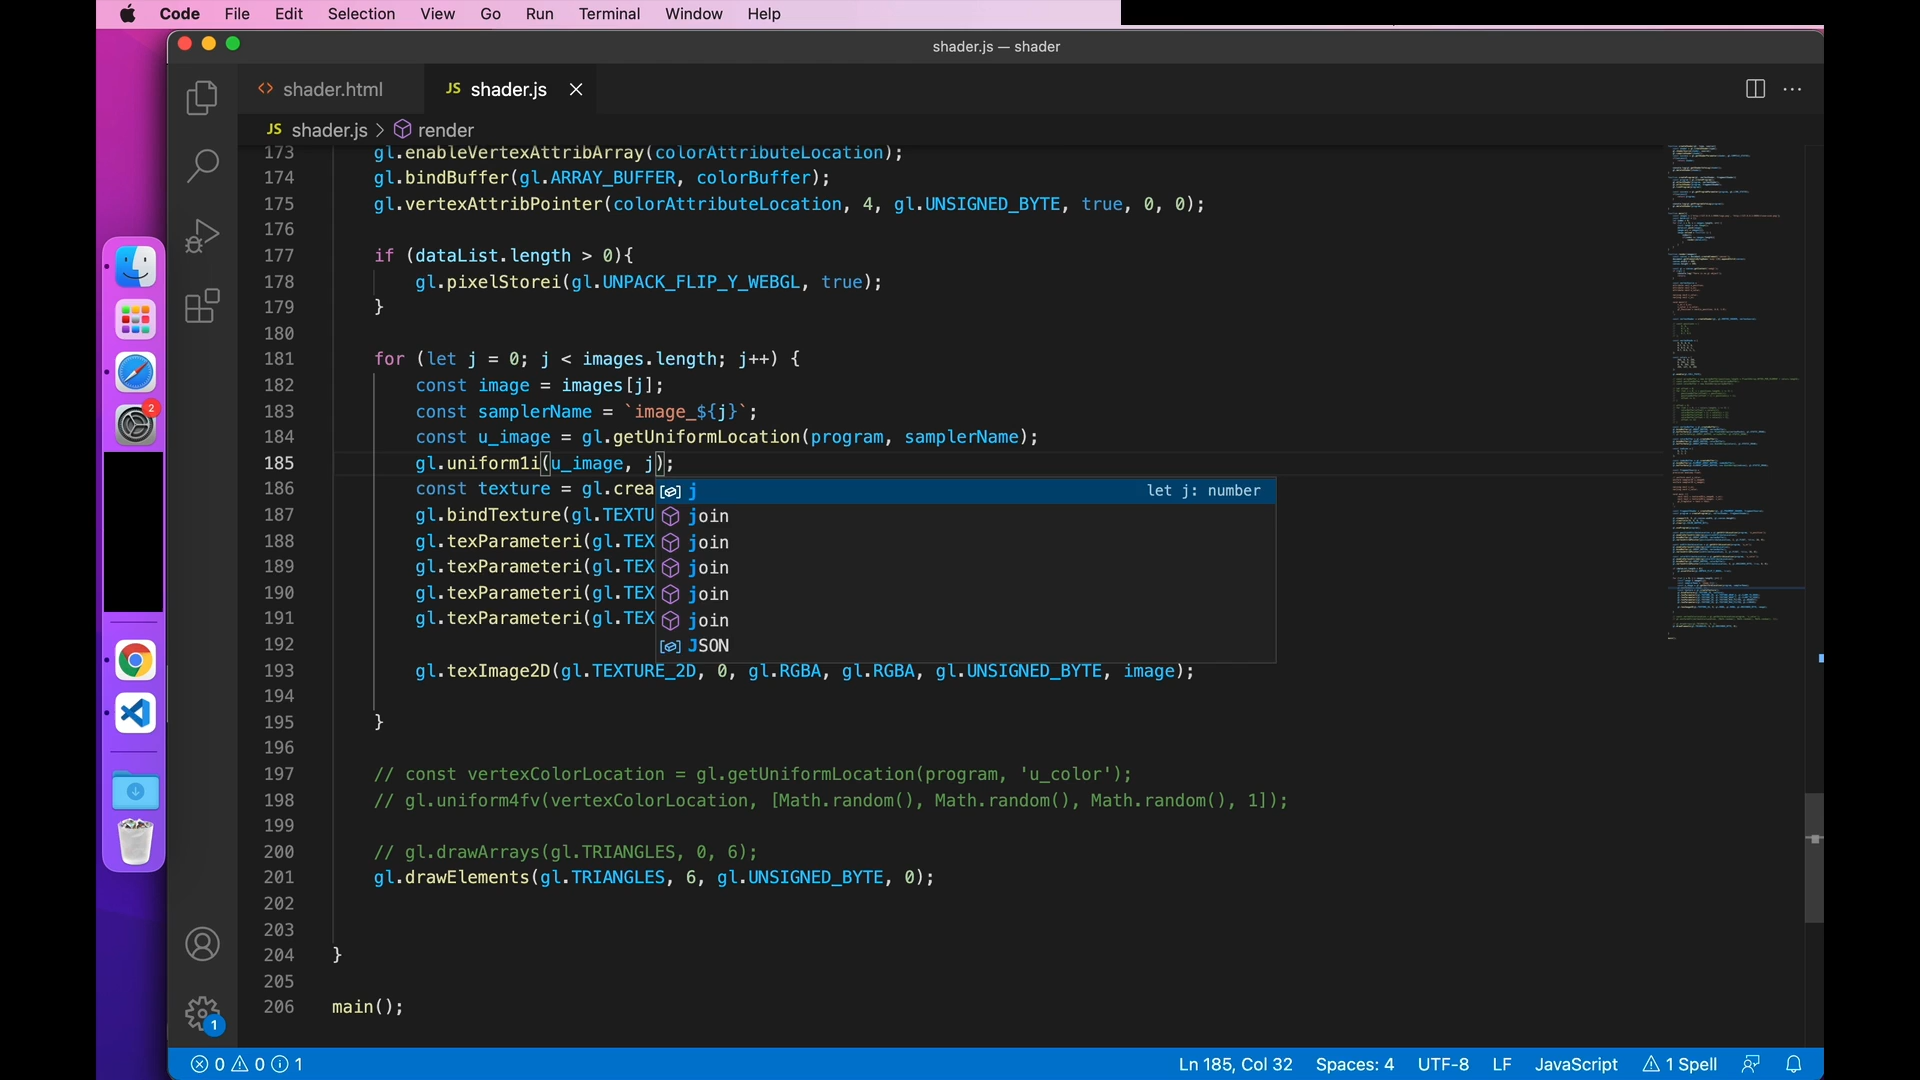 Code File Edit Selection View Go Run Terminal Window Help
shader.js — shader
<> shader.html JS shader.js ×
JS shader.js > render
173 gl.enableVertexAttribArray(colorAttributeLocation);
174 gl.bindBuffer(gl.ARRAY_BUFFER, colorBuffer);
175 gl.vertexAttribPointer(colorAttributeLocation, 4, gl.UNSIGNED_BYTE, true, 0, 0);
176
177 if (dataList.length > 0){
178 gl.pixelStorei(gl.UNPACK_FLIP_Y_WEBGL, true);
179 }
180
181 for (let j = 0; j < images.length; j++) {
182 const image = images[j];
183 const samplerName = `image_${j}`;
184 const u_image = gl.getUniformLocation(program, samplerName);
185 gl.uniform1i(u_image, j);
186 const texture = gl.crea
j let j: number
join
187 gl.bindTexture(gl.TEXTU
join
188 gl.texParameteri(gl.TEX
join
189 gl.texParameteri(gl.TEX
join
190 gl.texParameteri(gl.TEX
join
191 gl.texParameteri(gl.TEX
JSON
192
193 gl.texImage2D(gl.TEXTURE_2D, 0, gl.RGBA, gl.RGBA, gl.UNSIGNED_BYTE, image);
194
195 }
196
197 // const vertexColorLocation = gl.getUniformLocation(program, 'u_color');
198 // gl.uniform4fv(vertexColorLocation, [Math.random(), Math.random(), Math.random(), 1]);
199
200 // gl.drawArrays(gl.TRIANGLES, 0, 6);
201 gl.drawElements(gl.TRIANGLES, 6, gl.UNSIGNED_BYTE, 0);
202
203
204 }
205
206 main();
2
1
0 0 1 Ln 185, Col 32 Spaces: 4 UTF-8 LF JavaScript 1 Spell